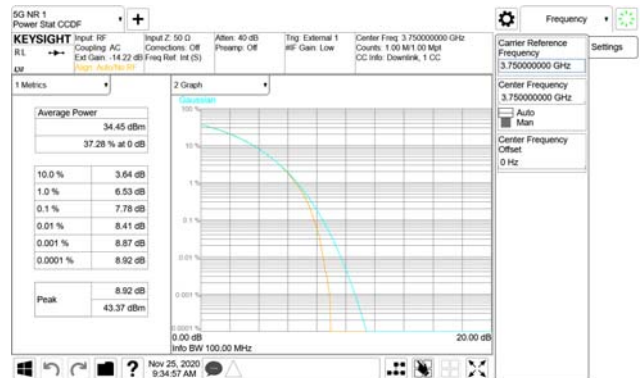 5G NR 1
Power Stat CCDF
Frequency
KEYSIGHT
RL
Input: RF
Coupling: AC
Ext Gain: -14.22 dB
Align: Auto/No RF
Input Z: 50 Ω
Corrections: Off
Freq Ref: Int (S)
Atten: 40 dB
Preamp: Off
Trig: External 1
#IF Gain: Low
Center Freq: 3.750000000 GHz
Counts: 1.00 M/1.00 Mpt
CC Info: Downlink, 1 CC
Carrier Reference
Frequency
3.750000000 GHz
Settings
Center Frequency
3.750000000 GHz
Auto
Man
Center Frequency
Offset
0 Hz
1 Metrics
Average Power
34.45 dBm
37.28 % at 0 dB
10.0 % 3.64 dB
1.0 % 6.53 dB
0.1 % 7.78 dB
0.01 % 8.41 dB
0.001 % 8.87 dB
0.0001 % 8.92 dB
Peak
8.92 dB
43.37 dBm
2 Graph
Gaussian
100 %
10 %
1 %
0.1 %
0.01 %
0.001 %
0.0001 %
0.00 dB
20.00 dB
Info BW 100.00 MHz
?
Nov 25, 2020
9:34:57 AM